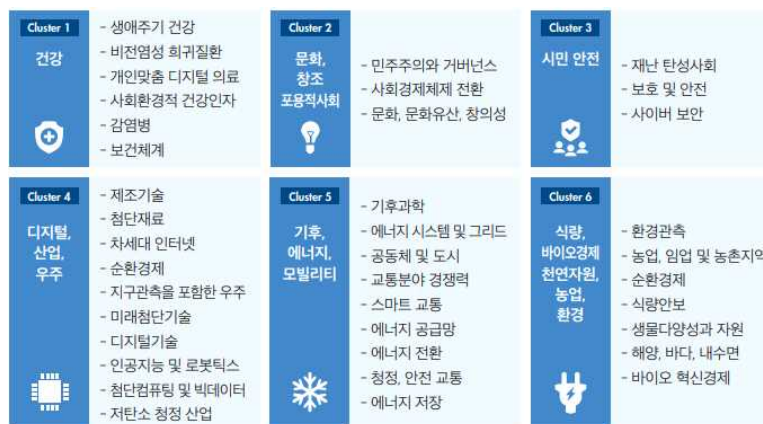 Cluster 1
건강
- 생애주기 건강
- 비전염성 희귀질환
- 개인맞춤 디지털 의료
- 사회환경적 건강인자
- 감염병
- 보건체계
Cluster 2
문화,
창조
포용적사회
- 민주주의와 거버넌스
- 사회경제체제 전환
- 문화, 문화유산, 창의성
Cluster 3
시민 안전
- 재난 탄성사회
- 보호 및 안전
- 사이버 보안
Cluster 4
디지털,
산업,
우주
- 제조기술
- 첨단재료
- 차세대 인터넷
- 순환경제
- 지구관측을 포함한 우주
- 미래첨단기술
- 디지털기술
- 인공지능 및 로봇틱스
- 첨단컴퓨팅 및 빅데이터
- 저탄소 청정 산업
Cluster 5
기후,
에너지,
모빌리티
- 기후과학
- 에너지 시스템 및 그리드
- 공동체 및 도시
- 교통분야 경쟁력
- 스마트 교통
- 에너지 공급망
- 에너지 전환
- 청정, 안전 교통
- 에너지 저장
Cluster 6
식량,
바이오경제
천연자원,
농업,
환경
- 환경관측
- 농업, 임업 및 농촌지역
- 순환경제
- 식량안보
- 생물다양성과 자원
- 해양, 바다, 내수면
- 바이오 혁신경제